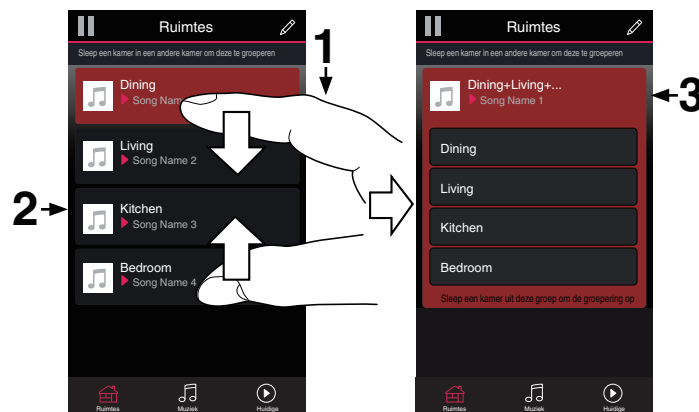 Ruimtes
Sleep een kamer in een andere kamer om deze te groeperen
1
Dining
Song Na
Living
Song Name 2
2
Kitchen
Song Name 3
Bedroom
Song Name 4
Ruimtes
Muziek
Huidige
Ruimtes
Sleep een kamer in een andere kamer om deze te groeperen
Dining+Living+...
Song Name 1
3
Dining
Living
Kitchen
Bedroom
Sleep een kamer uit deze groep om de groepering op
Ruimtes
Muziek
Huidige